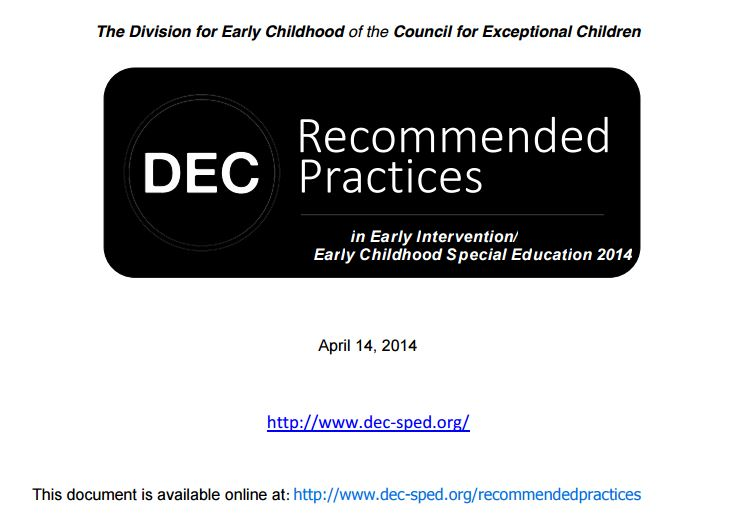 The Division for Early Childhood of the Council for Exceptional Children
DEC
Recommended
Practices
in Early Intervention/
Early Childhood Special Education 2014
April 14, 2014
http://www.dec-sped.org/
This document is available online at: http://www.dec-sped.org/recommendedpractices